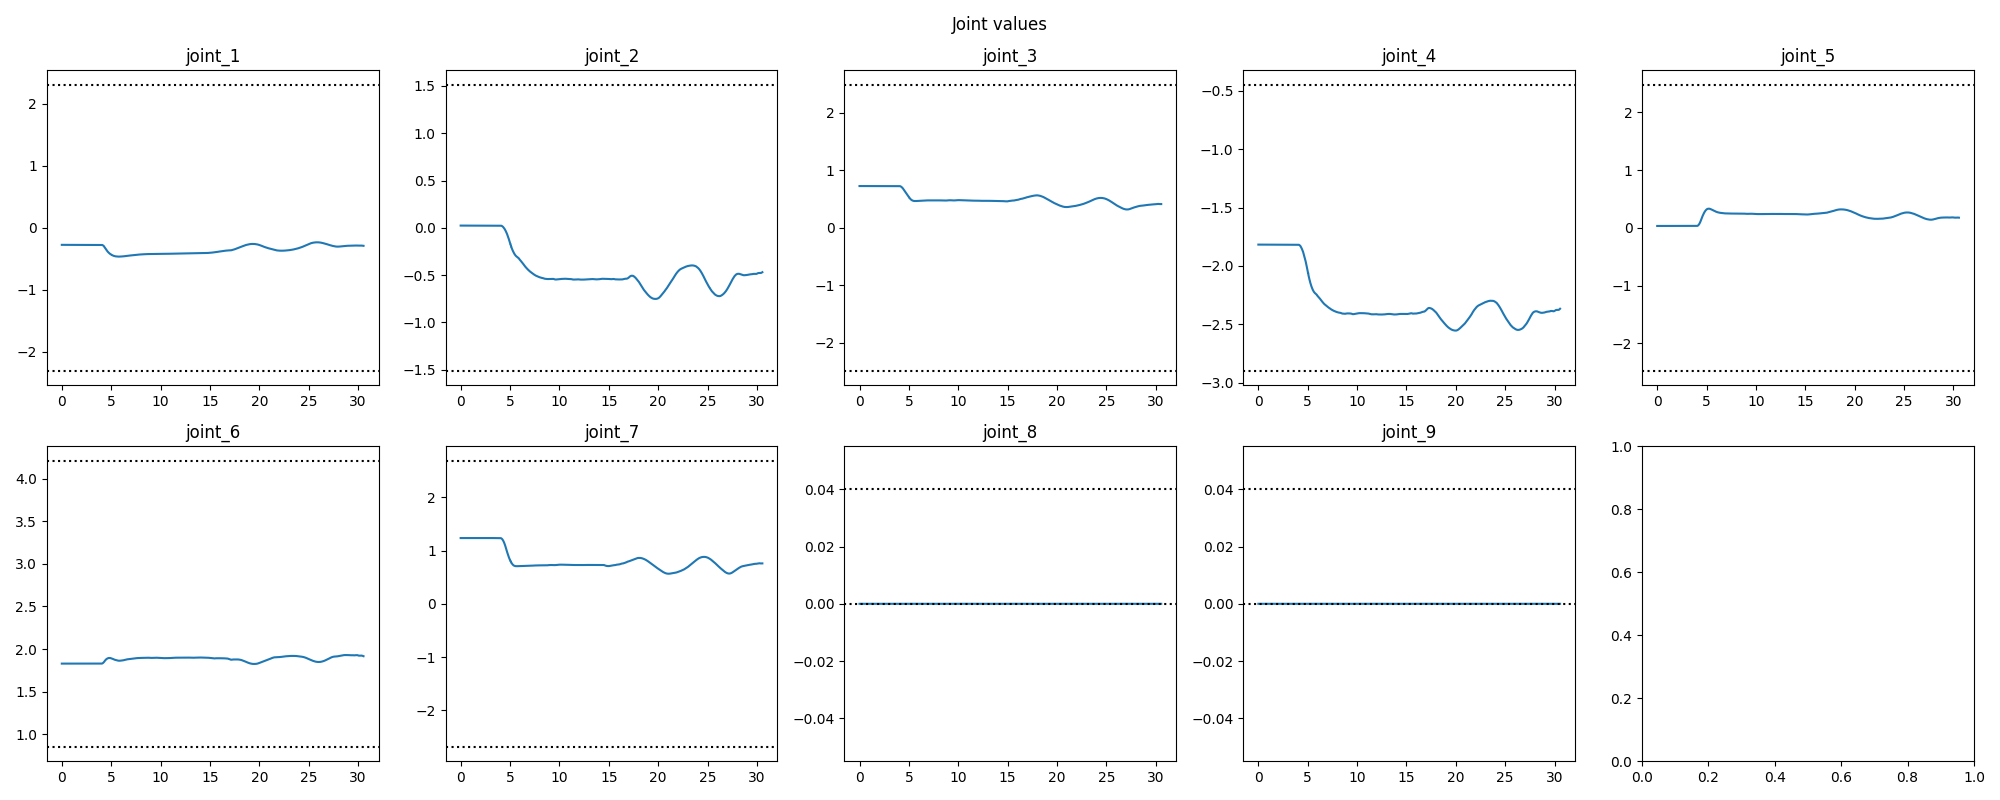 Joint values
joint_1
joint_2
joint_3
joint_4
joint_5
2
1
0
−1
−2
0 5 10 15 20 25 30
1.5
1.0
0.5
0.0
−0.5
−1.0
−1.5
0 5 10 15 20 25 30
2
1
0
−1
−2
0 5 10 15 20 25 30
−0.5
−1.0
−1.5
−2.0
−2.5
−3.0
0 5 10 15 20 25 30
2
1
0
−1
−2
0 5 10 15 20 25 30
joint_6
joint_7
joint_8
joint_9
4.0
3.5
3.0
2.5
2.0
1.5
1.0
0 5 10 15 20 25 30
2
1
0
−1
−2
0 5 10 15 20 25 30
0.04
0.02
0.00
−0.02
−0.04
0 5 10 15 20 25 30
0.04
0.02
0.00
−0.02
−0.04
0 5 10 15 20 25 30
1.0
0.8
0.6
0.4
0.2
0.0
0.0 0.2 0.4 0.6 0.8 1.0